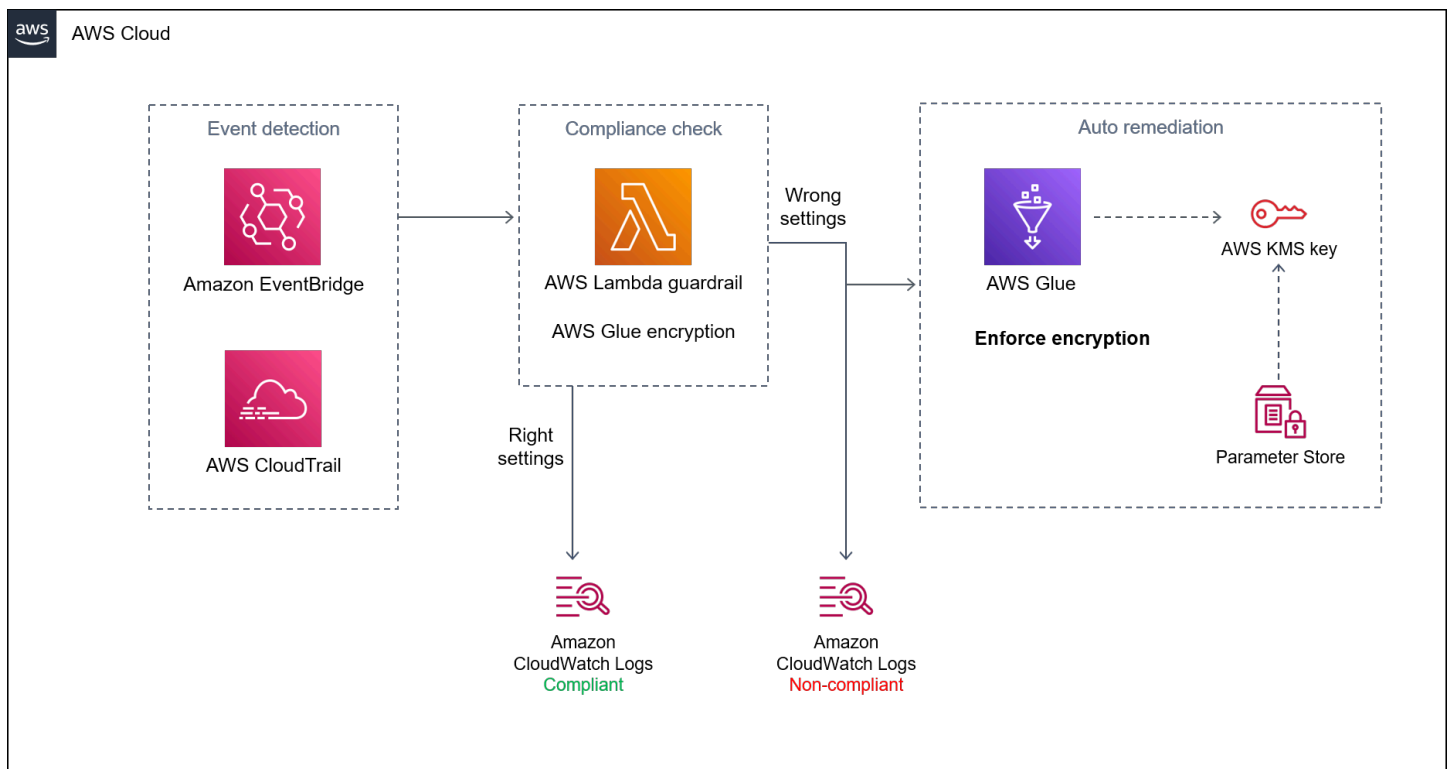 aws
AWS Cloud
Event detection
Amazon EventBridge
AWS CloudTrail
Compliance check
AWS Lambda guardrail
AWS Glue encryption
Right
settings
Wrong
settings
Auto remediation
AWS Glue
Enforce encryption
AWS KMS key
Parameter Store
Amazon
CloudWatch Logs
Compliant
Amazon
CloudWatch Logs
Non-compliant